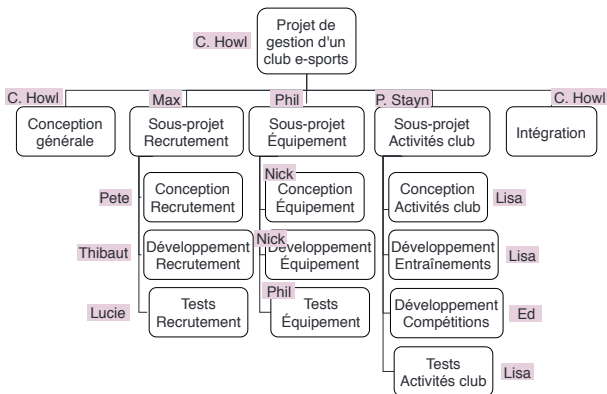 Projet de
gestion d'un
club e-sports
C. Howl
C. Howl
Max
Phil
P. Stayn
C. Howl
Conception
générale
Sous-projet
Recrutement
Sous-projet
Équipement
Sous-projet
Activités club
Intégration
Pete
Conception
Recrutement
Nick
Conception
Équipement
Conception
Activités club
Lisa
Thibaut
Développement
Recrutement
Nick
Développement
Équipement
Développement
Entraînements
Lisa
Lucie
Tests
Recrutement
Phil
Tests
Équipement
Développement
Compétitions
Ed
Tests
Activités club
Lisa